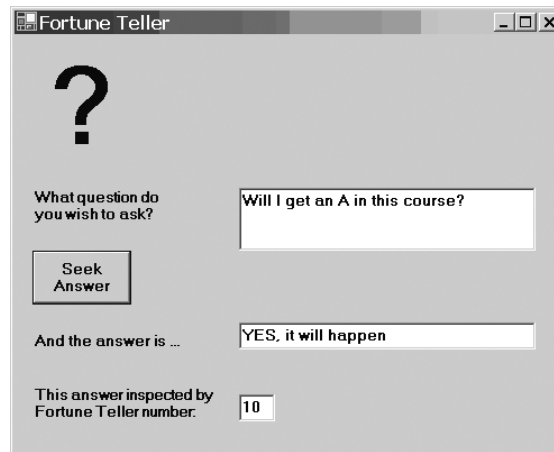 Fortune Teller
?
What question do
you wish to ask?
Will I get an A in this course?
Seek
Answer
And the answer is ...
YES, it will happen
This answer inspected by
Fortune Teller number:
10